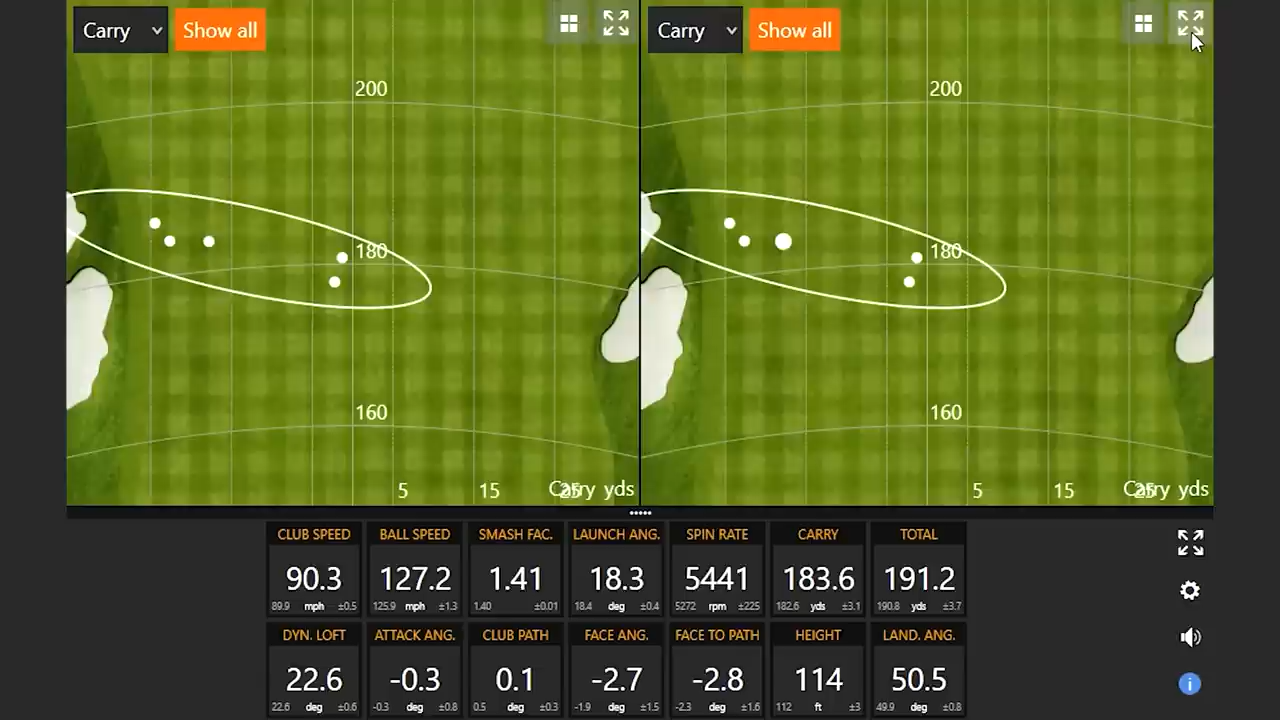 Carry Show all
Carry Show all
200
200
180
180
160
160
5 15 Carry yds
5 15 Carry yds
CLUB SPEED BALL SPEED SMASH FAC. LAUNCH ANG. SPIN RATE CARRY TOTAL
90.3 127.2 1.41 18.3 5441 183.6 191.2
89.9 mph ±0.5 125.9 mph ±1.3 1.40 ±0.01 18.4 deg ±0.4 5272 rpm ±225 182.6 yds ±3.1 190.8 yds ±3.7
DYN. LOFT ATTACK ANG. CLUB PATH FACE ANG. FACE TO PATH HEIGHT LAND. ANG.
22.6 -0.3 0.1 -2.7 -2.8 114 50.5
22.6 deg ±0.6 -0.3 deg ±0.8 0.5 deg ±0.3 -1.9 deg ±1.5 -2.3 deg ±1.6 112 ft ±3 49.9 deg ±0.8